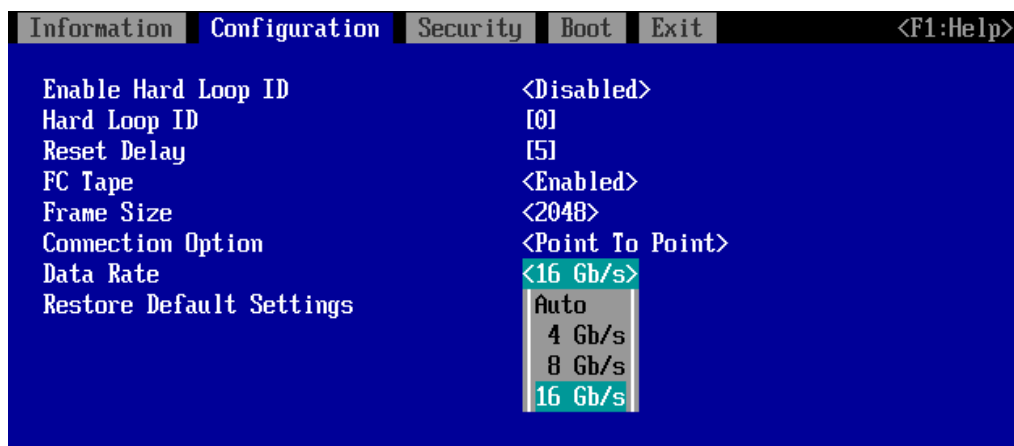 Information Configuration Security Boot Exit <F1:Help>
Enable Hard Loop ID <Disabled>
Hard Loop ID [0]
Reset Delay [5]
FC Tape <Enabled>
Frame Size <2048>
Connection Option <Point To Point>
Data Rate <16 Gb/s>
Restore Default Settings Auto
4 Gb/s
8 Gb/s
16 Gb/s